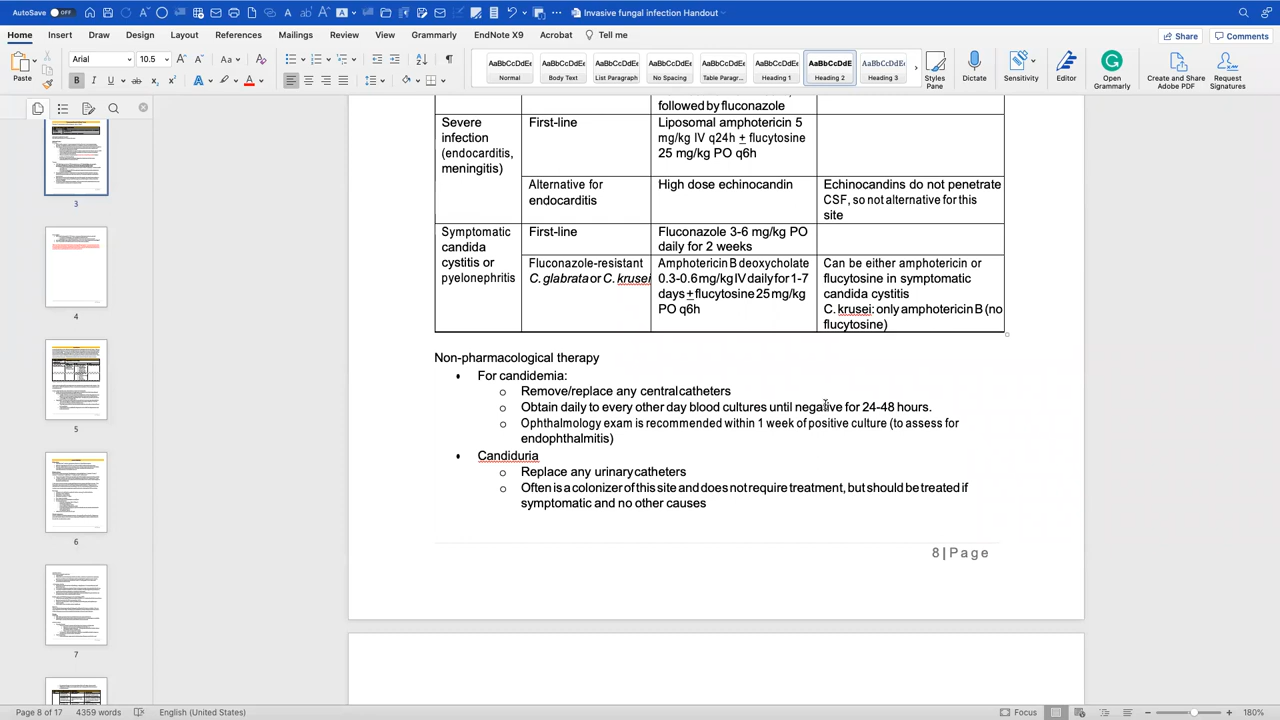 AutoSave OFF Invasive fungal infection Handout
Home Insert Draw Design Layout References Mailings Review View EndNote X9 Grammarly Acrobat Tell me Share Comments
Paste Arial 10.5 AaBbCcDdEe Normal AaBbCcDdEe Body Text AaBbCcDdEe List Paragraph AaBbCcDdEe No Spacing AaBbCcDdEe Table Paragr... AaBbCcDdEe Heading 1 AaBbCcDdE Heading 2 AaBbCcDdEe Heading 3 Styles Pane Dictate Sensitivity Editor Open Grammarly Create and Share Adobe PDF Request Signatures
followed by fluconazole
Severe infection (endocarditis, meningitis)
First-line
Liposomal amphotericin 5
mg/kg IV q24h + flucytosine
25 mg/kg PO q6h
Alternative for
endocarditis
High dose echinocandin
Echinocandins do not penetrate
CSF, so not alternative for this
site
Symptomatic
candida
cystitis or
pyelonephritis
First-line
Fluconazole 3-6 mg/kg PO
daily for 2 weeks
Fluconazole-resistant
C. glabrata or C. krusei
Amphotericin B deoxycholate
0.3-0.6 mg/kg IV daily for 1-7
days + flucytosine 25 mg/kg
PO q6h
Can be either amphotericin or
flucytosine in symptomatic
candida cystitis
C. krusei: only amphotericin B (no
flucytosine)
Non-pharmacological therapy
• For candidemia:
o Remove/replace any central catheters
o Obtain daily to every other day blood cultures until negative for 24-48 hours.
o Ophthalmology exam is recommended within 1 week of positive culture (to assess for
endophthalmitis)
• Candiduria
o Replace any urinary catheters
o Often is a colonizer of this site and does not require treatment, but should be treated if
symptomatic and no other causes
8 | Page
3
4
5
6
7
Page 8 of 17 4359 words English (United States) Focus 180%